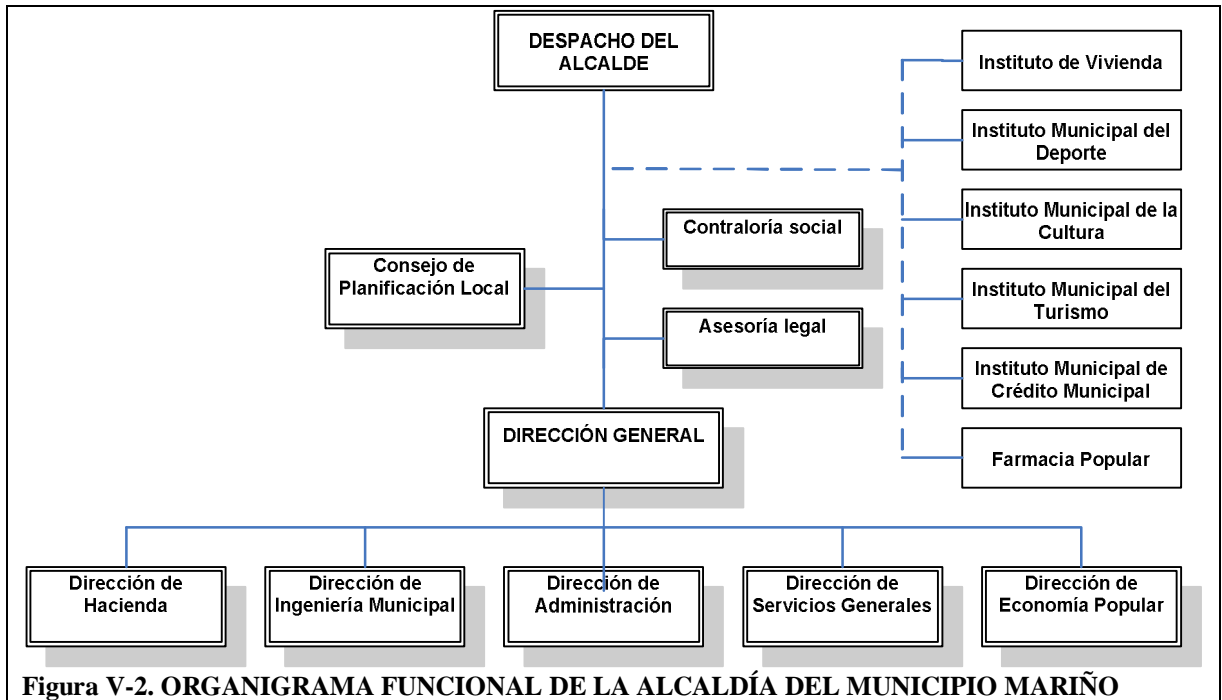 DESPACHO DEL
ALCALDE
Instituto de Vivienda
Instituto Municipal del
Deporte
Instituto Municipal de la
Cultura
Instituto Municipal del
Turismo
Instituto Municipal de
Crédito Municipal
Farmacia Popular
Contraloría social
Consejo de
Planificación Local
Asesoría legal
DIRECCIÓN GENERAL
Dirección de
Hacienda
Dirección de
Ingeniería Municipal
Dirección de
Administración
Dirección de
Servicios Generales
Dirección de
Economía Popular
Figura V-2. ORGANIGRAMA FUNCIONAL DE LA ALCALDÍA DEL MUNICIPIO MARIÑO